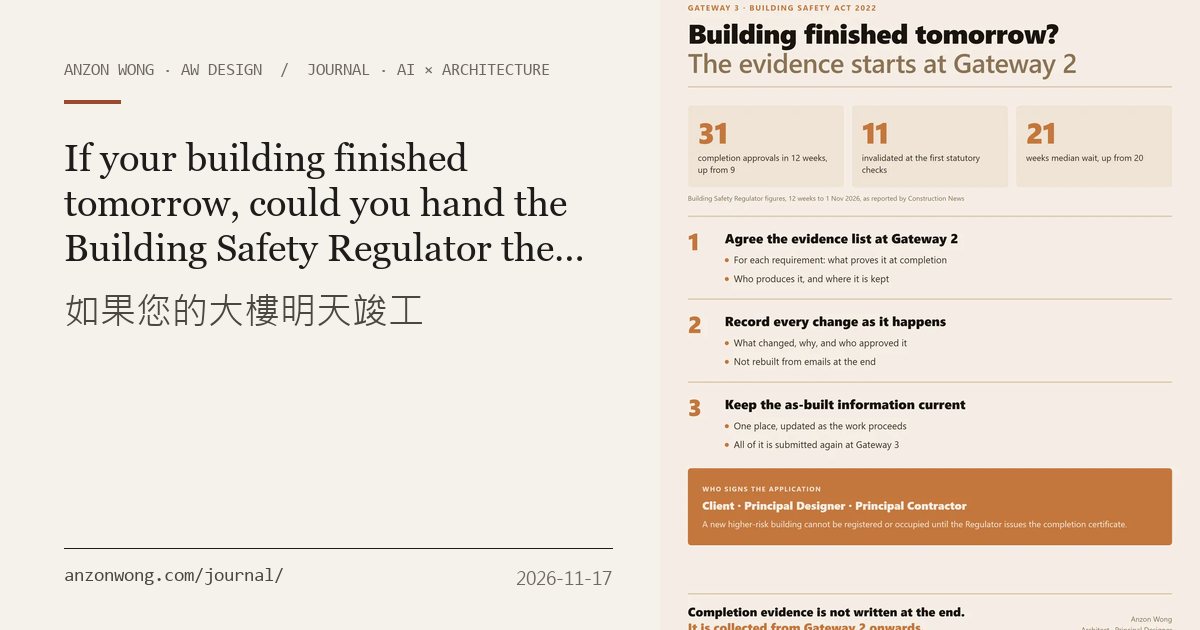 ANZON WONG · AW DESIGN / JOURNAL · AI × ARCHITECTURE
If your building finished
tomorrow, could you hand the
Building Safety Regulator the...
如果您的大樓明天竣工
anzonwong.com/journal/
2026-11-17
GATEWAY 3 · BUILDING SAFETY ACT 2022
Building finished tomorrow?
The evidence starts at Gateway 2
31
completion approvals in 12 weeks,
up from 9
11
invalidated at the first statutory
checks
21
weeks median wait, up from 20
Building Safety Regulator figures, 12 weeks to 1 Nov 2026, as reported by Construction News
1
Agree the evidence list at Gateway 2
• For each requirement: what proves it at completion
• Who produces it, and where it is kept
2
Record every change as it happens
• What changed, why, and who approved it
• Not rebuilt from emails at the end
3
Keep the as-built information current
• One place, updated as the work proceeds
• All of it is submitted again at Gateway 3
WHO SIGNS THE APPLICATION
Client · Principal Designer · Principal Contractor
A new higher-risk building cannot be registered or occupied until the Regulator issues the completion certificate.
Completion evidence is not written at the end.
It is collected from Gateway 2 onwards
Anzon Wong
Architect · Principal Designer